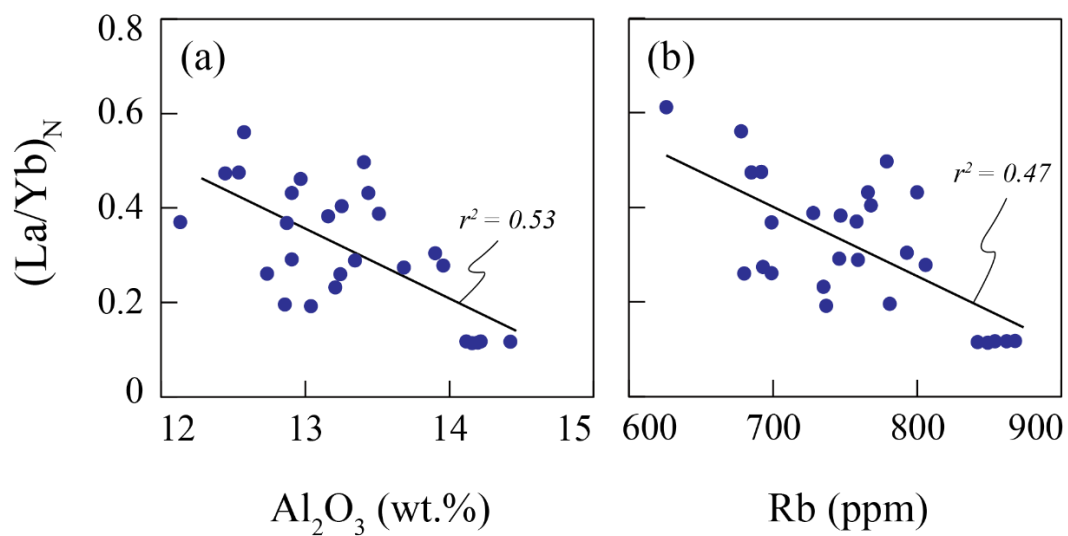 0.8
0.6
0.4
0.2
0
(La/Yb)N
(a)
r² = 0.53
12
13
14
15
Al₂O₃ (wt.%)
(b)
r² = 0.47
600
700
800
900
Rb (ppm)